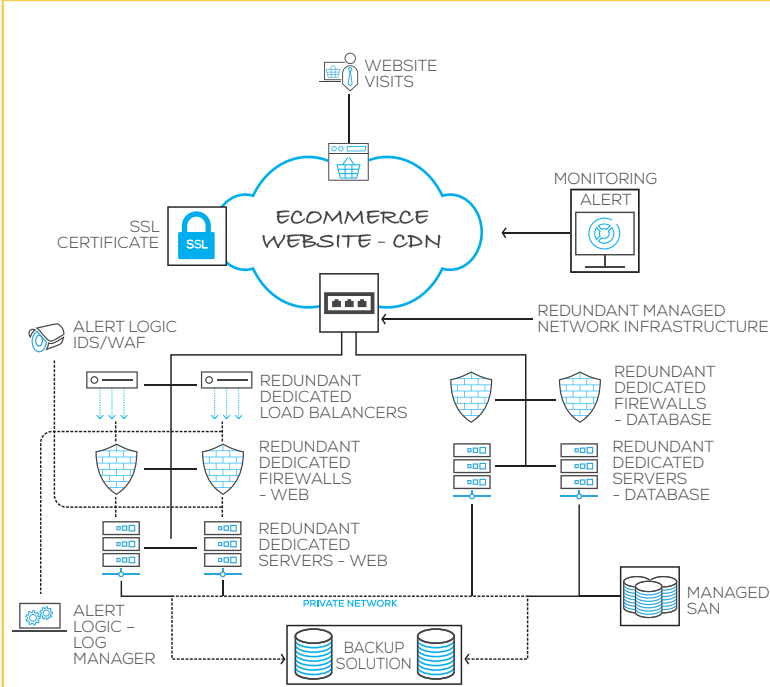 WEBSITE
VISITS
ECOMMERCE
WEBSITE - CDN
SSL
CERTIFICATE
SSL
MONITORING
ALERT
REDUNDANT MANAGED
NETWORK INFRASTRUCTURE
ALERT LOGIC
IDS/WAF
REDUNDANT
DEDICATED
LOAD BALANCERS
REDUNDANT
DEDICATED
FIREWALLS
- DATABASE
REDUNDANT
DEDICATED
FIREWALLS
- WEB
REDUNDANT
DEDICATED
SERVERS
- DATABASE
REDUNDANT
DEDICATED
SERVERS - WEB
PRIVATE NETWORK
MANAGED
SAN
ALERT
LOGIC –
LOG
MANAGER
BACKUP
SOLUTION